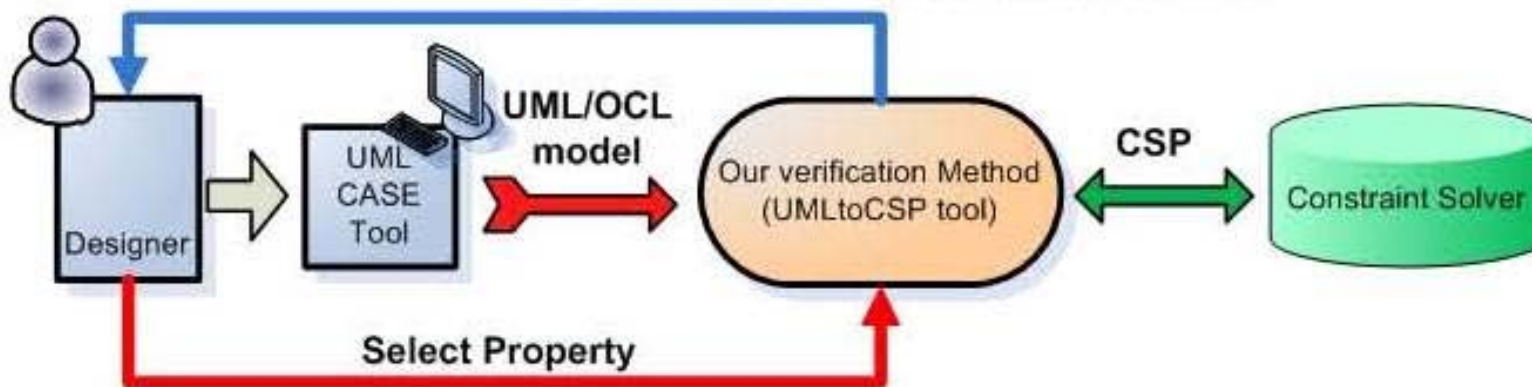 UML/OCL
model
CSP
UML
CASE
Tool
Designer
Our verification Method
(UMLtoCSP tool)
Constraint Solver
Select Property